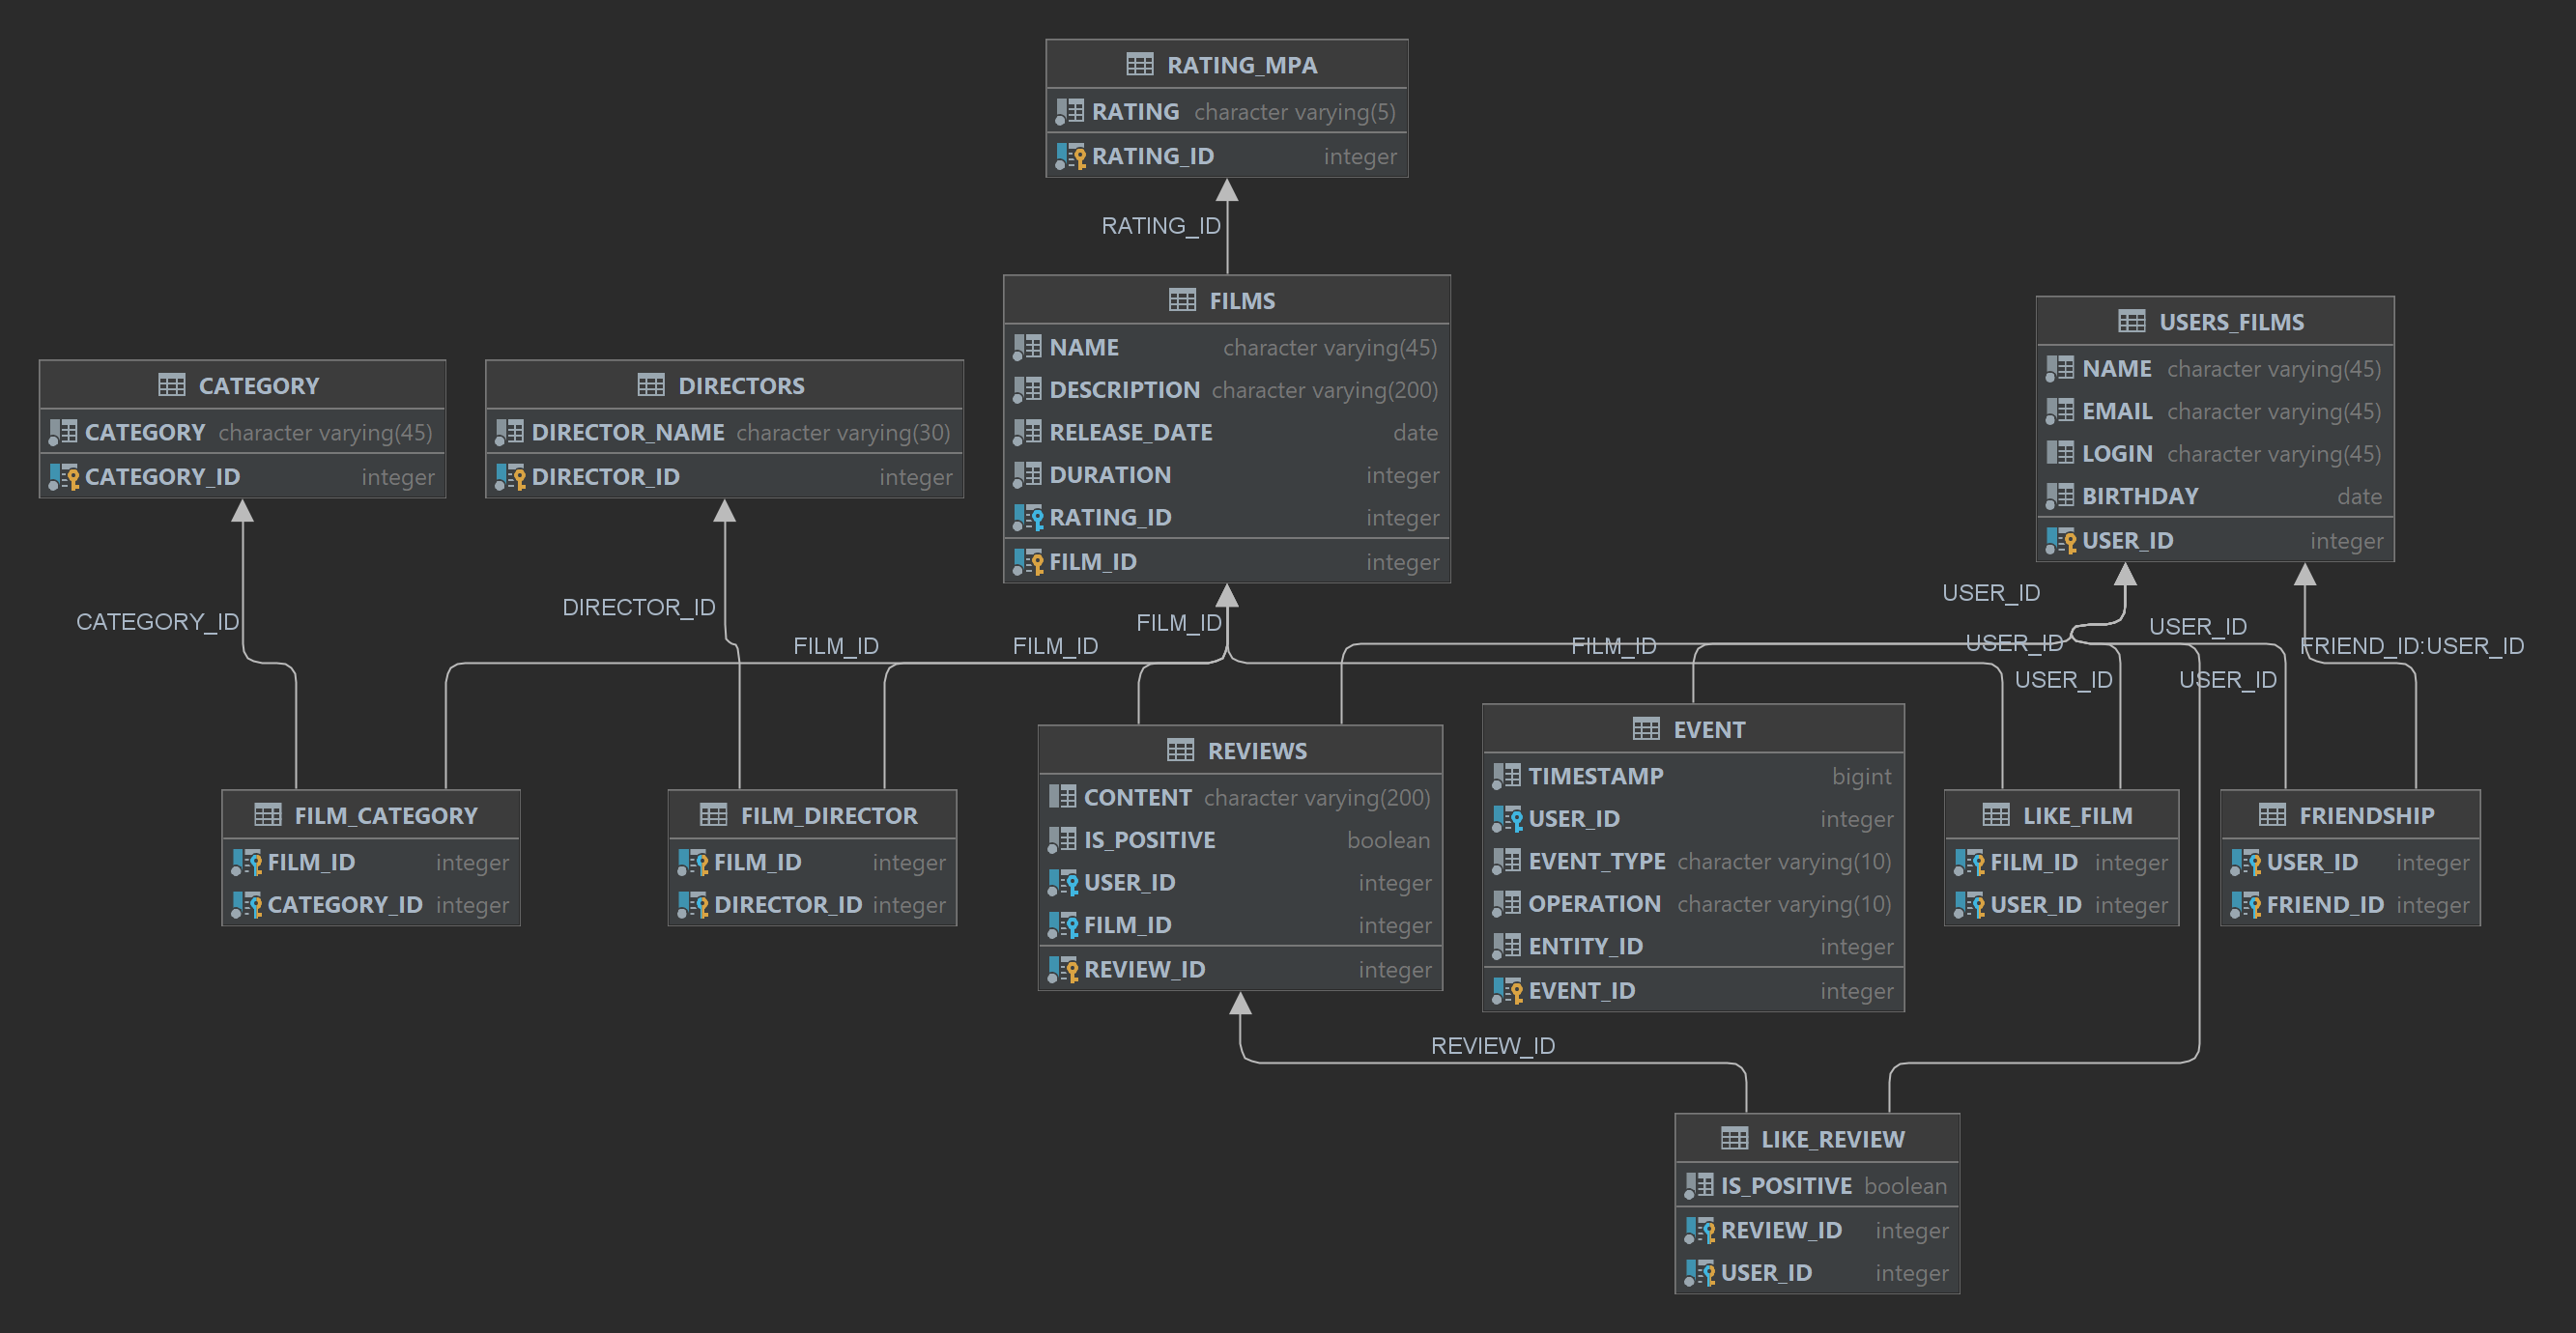 RATING_MPA
RATING character varying(5)
RATING_ID integer
RATING_ID
FILMS
NAME character varying(45)
DESCRIPTION character varying(200)
RELEASE_DATE date
DURATION integer
RATING_ID integer
FILM_ID integer
USERS_FILMS
NAME character varying(45)
EMAIL character varying(45)
LOGIN character varying(45)
BIRTHDAY date
USER_ID integer
CATEGORY
CATEGORY character varying(45)
CATEGORY_ID integer
DIRECTORS
DIRECTOR_NAME character varying(30)
DIRECTOR_ID integer
CATEGORY_ID
DIRECTOR_ID
FILM_ID
FILM_ID
FILM_ID
FILM_ID
USER_ID
USER_ID
USER_ID
FRIEND_ID:USER_ID
USER_ID
USER_ID
FILM_CATEGORY
FILM_ID integer
CATEGORY_ID integer
FILM_DIRECTOR
FILM_ID integer
DIRECTOR_ID integer
REVIEWS
CONTENT character varying(200)
IS_POSITIVE boolean
USER_ID integer
FILM_ID integer
REVIEW_ID integer
EVENT
TIMESTAMP bigint
USER_ID integer
EVENT_TYPE character varying(10)
OPERATION character varying(10)
ENTITY_ID integer
EVENT_ID integer
LIKE_FILM
FILM_ID integer
USER_ID integer
FRIENDSHIP
USER_ID integer
FRIEND_ID integer
REVIEW_ID
LIKE_REVIEW
IS_POSITIVE boolean
REVIEW_ID integer
USER_ID integer